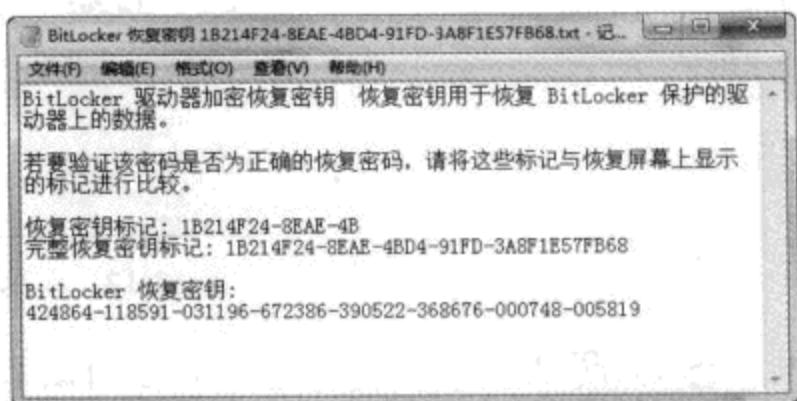 BitLocker 恢复密钥 1B214F24-8EAE-4BD4-91FD-3A8F1E57FB68.txt - 记...
文件(F) 编辑(E) 格式(O) 查看(V) 帮助(H)
BitLocker 驱动器加密恢复密钥 恢复密钥用于恢复 BitLocker 保护的驱
动器上的数据。
若要验证该密码是否为正确的恢复密码，请将这些标记与恢复屏幕上显示
的标记进行比较。
恢复密钥标记: 1B214F24-8EAE-4B
完整恢复密钥标记: 1B214F24-8EAE-4BD4-91FD-3A8F1E57FB68
BitLocker 恢复密钥:
424864-118591-031196-672386-390522-368676-000748-005819